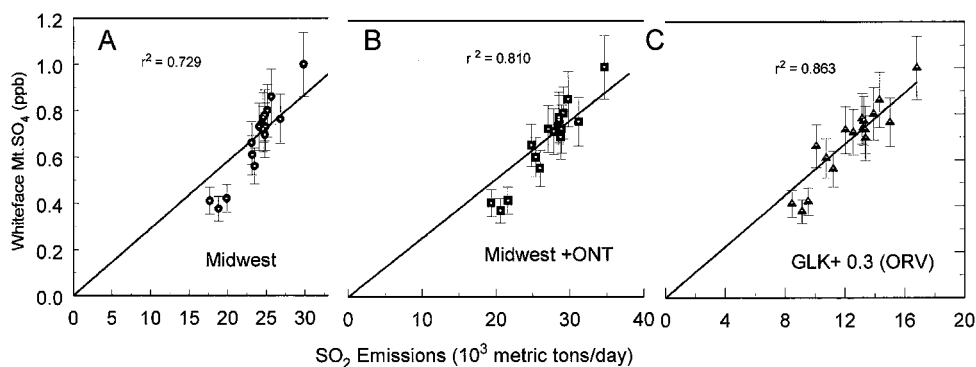 A
r² = 0.729
Midwest
B
r² = 0.810
Midwest +ONT
C
r² = 0.863
GLK+ 0.3 (ORV)
Whiteface Mt.SO₄ (ppb)
1.2
1.0
0.8
0.6
0.4
0.2
0.0
0 5 10 15 20 25 30
0 10 20 30 40
0 4 8 12 16 20
SO₂ Emissions (10³ metric tons/day)